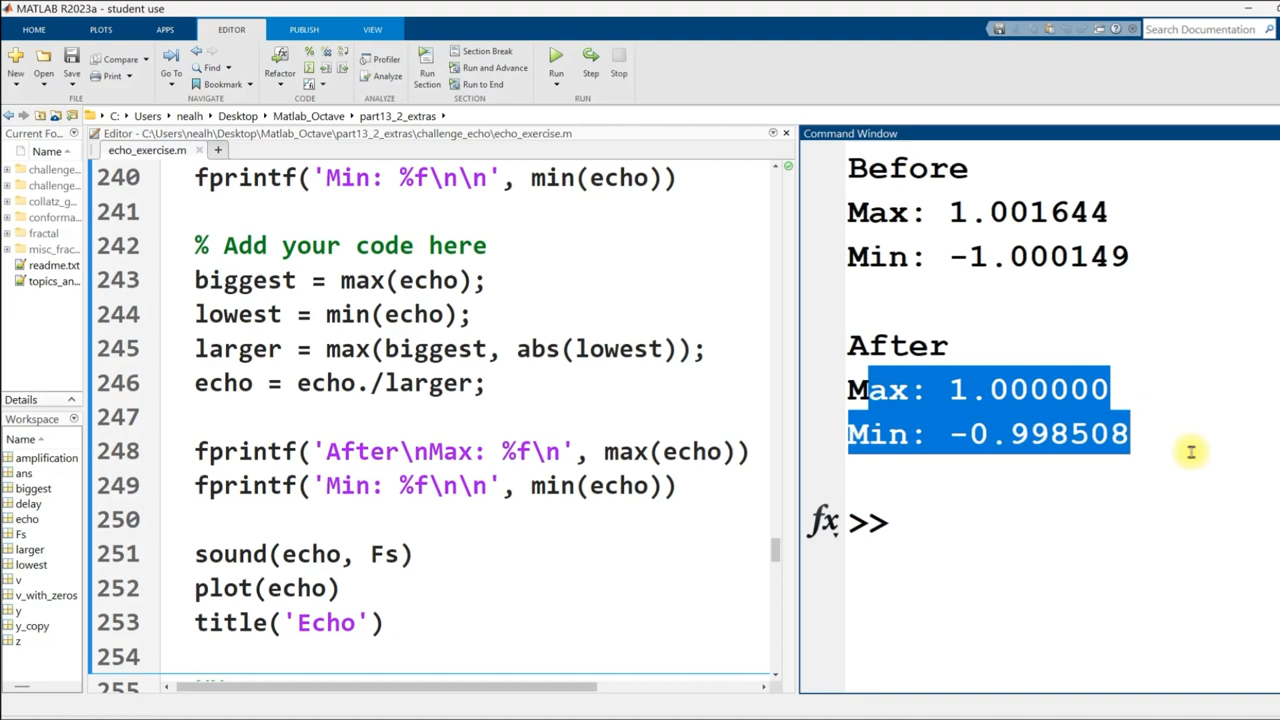 MATLAB R2023a - student use
HOME PLOTS APPS EDITOR PUBLISH VIEW Search Documentation
New Open Save Compare Print Go To Find Bookmark Refactor Profiler Analyze Run Section Section Break Run and Advance Run to End Run Step Stop
FILE NAVIGATE CODE ANALYZE SECTION RUN
C: Users nealh Desktop Matlab_Octave part13_2_extras
Current Fo...
Name
challenge
challenge
collatz_g...
conforma...
fractal
misc_frac...
readme.txt
topics_an...
Details
Workspace
Name
amplification
ans
biggest
delay
echo
Fs
larger
lowest
v
v_with_zeros
y
y_copy
z
Editor - C:\Users\nealh\Desktop\Matlab_Octave\part13_2_extras\challenge_echo\echo_exercise.m
echo_exercise.m
240 fprintf('Min: %f\n\n', min(echo))
241
242 % Add your code here
243 biggest = max(echo);
244 lowest = min(echo);
245 larger = max(biggest, abs(lowest));
246 echo = echo./larger;
247
248 fprintf('After\nMax: %f\n', max(echo))
249 fprintf('Min: %f\n\n', min(echo))
250
251 sound(echo, Fs)
252 plot(echo)
253 title('Echo')
254
255
Command Window
Before
Max: 1.001644
Min: -1.000149
After
Max: 1.000000
Min: -0.998508
fx >>